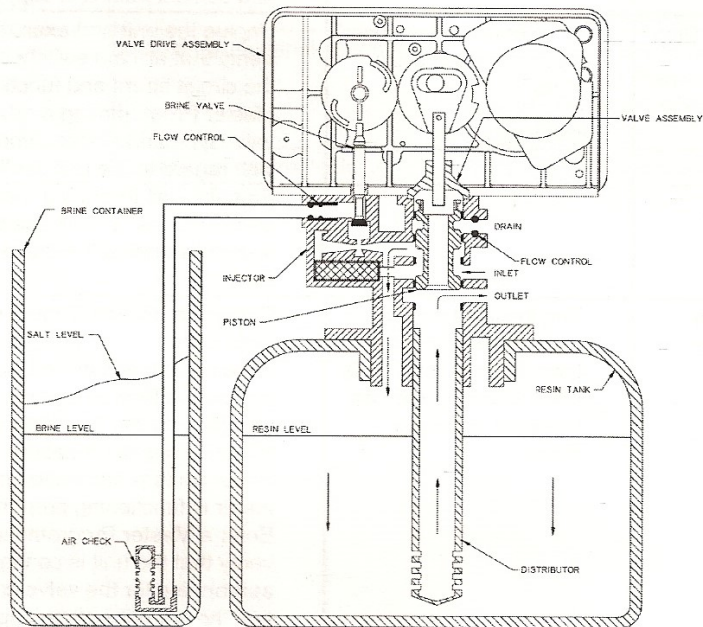 VALVE DRIVE ASSEMBLY
BRINE VALVE
FLOW CONTROL
VALVE ASSEMBLY
BRINE CONTAINER
DRAIN
FLOW CONTROL
INJECTOR
INLET
OUTLET
PISTON
SALT LEVEL
RESIN TANK
BRINE LEVEL
RESIN LEVEL
AIR CHECK
DISTRIBUTOR